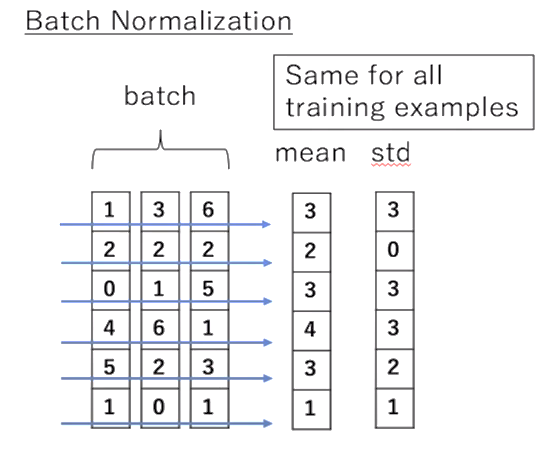 Batch Normalization
Same for all
training examples
batch
mean std
1 3 6 3 3
2 2 2 2 0
0 1 5 3 3
4 6 1 4 3
5 2 3 3 2
1 0 1 1 1